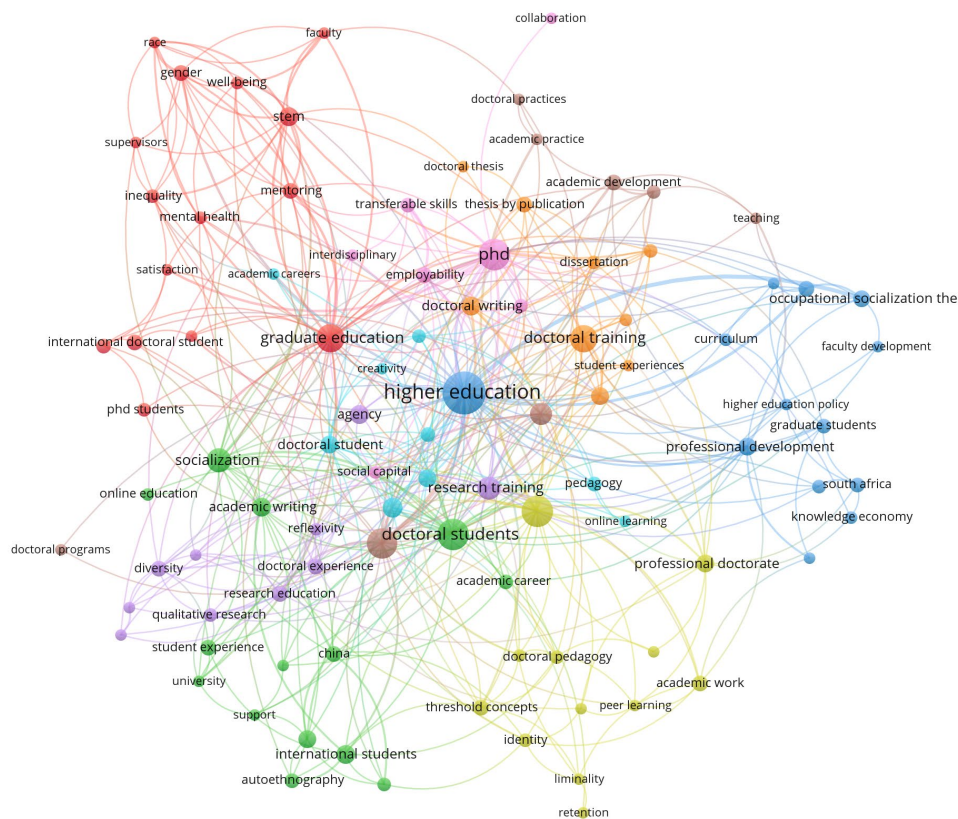 collaboration
faculty
race
gender
well-being
doctoral practices
stem
academic practice
supervisors
doctoral thesis
academic development
mentoring
inequality
transferable skills
thesis by publication
mental health
teaching
phd
interdisciplinary
dissertation
satisfaction
academic careers
employability
occupational socialization the
doctoral writing
graduate education
doctoral training
curriculum
international doctoral student
faculty development
creativity
student experiences
higher education
higher education policy
phd students
agency
graduate students
doctoral student
professional development
socialization
social capital
pedagogy
south africa
research training
online education
academic writing
knowledge economy
online learning
reflexivity
doctoral students
doctoral programs
professional doctorate
diversity
doctoral experience
academic career
research education
qualitative research
student experience
china
doctoral pedagogy
university
academic work
threshold concepts
peer learning
support
identity
international students
autoethnography
liminality
retention